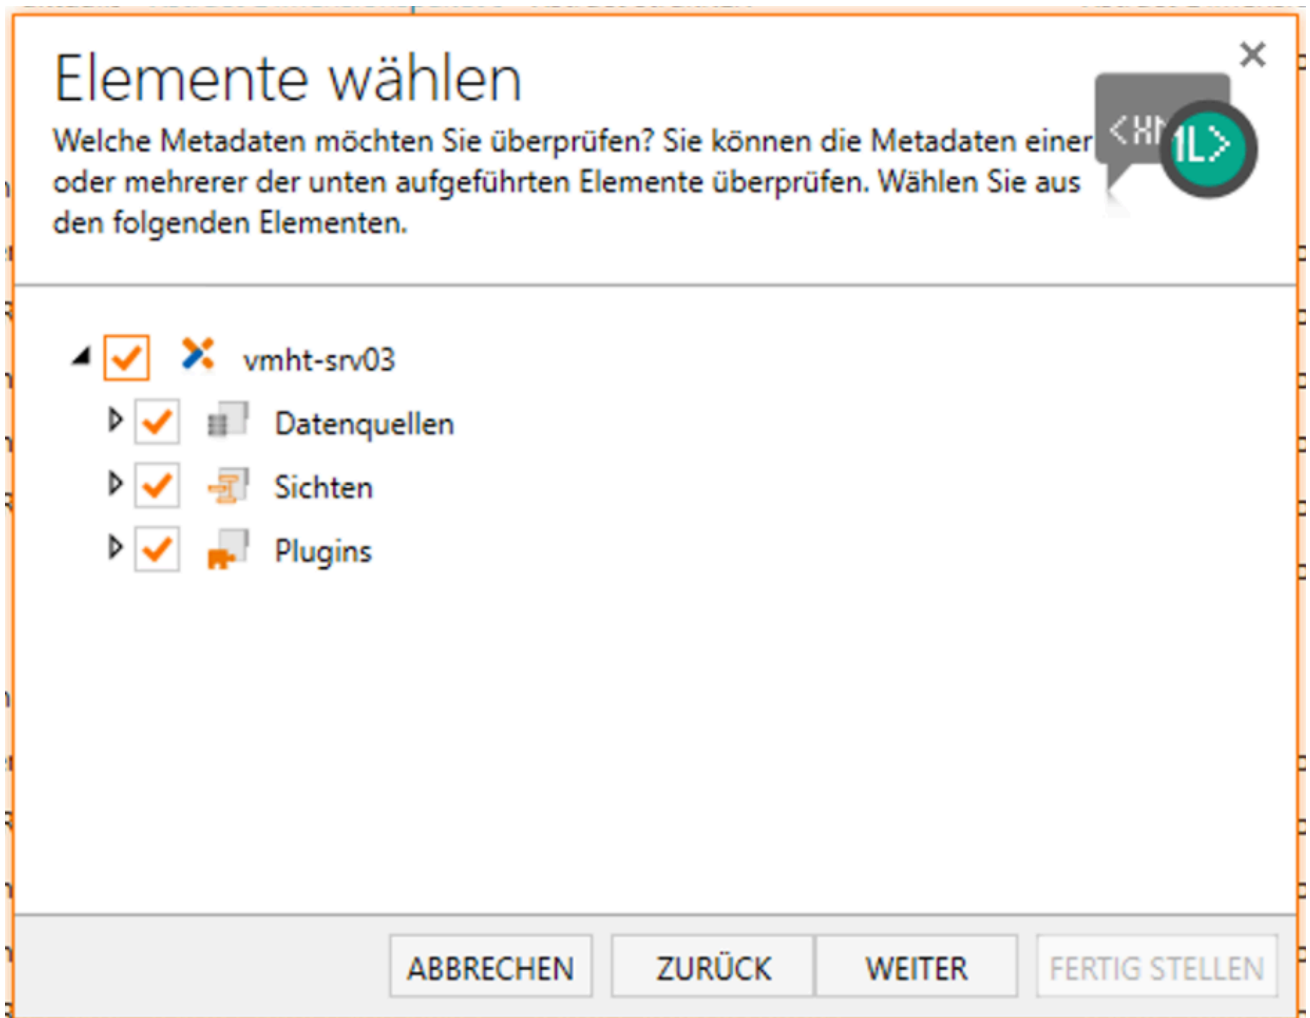 Elemente wählen
Welche Metadaten möchten Sie überprüfen? Sie können die Metadaten einer
oder mehrerer der unten aufgeführten Elemente überprüfen. Wählen Sie aus
den folgenden Elementen.
vmht-srv03
Datenquellen
Sichten
Plugins
ABBRECHEN
ZURÜCK
WEITER
FERTIG STELLEN